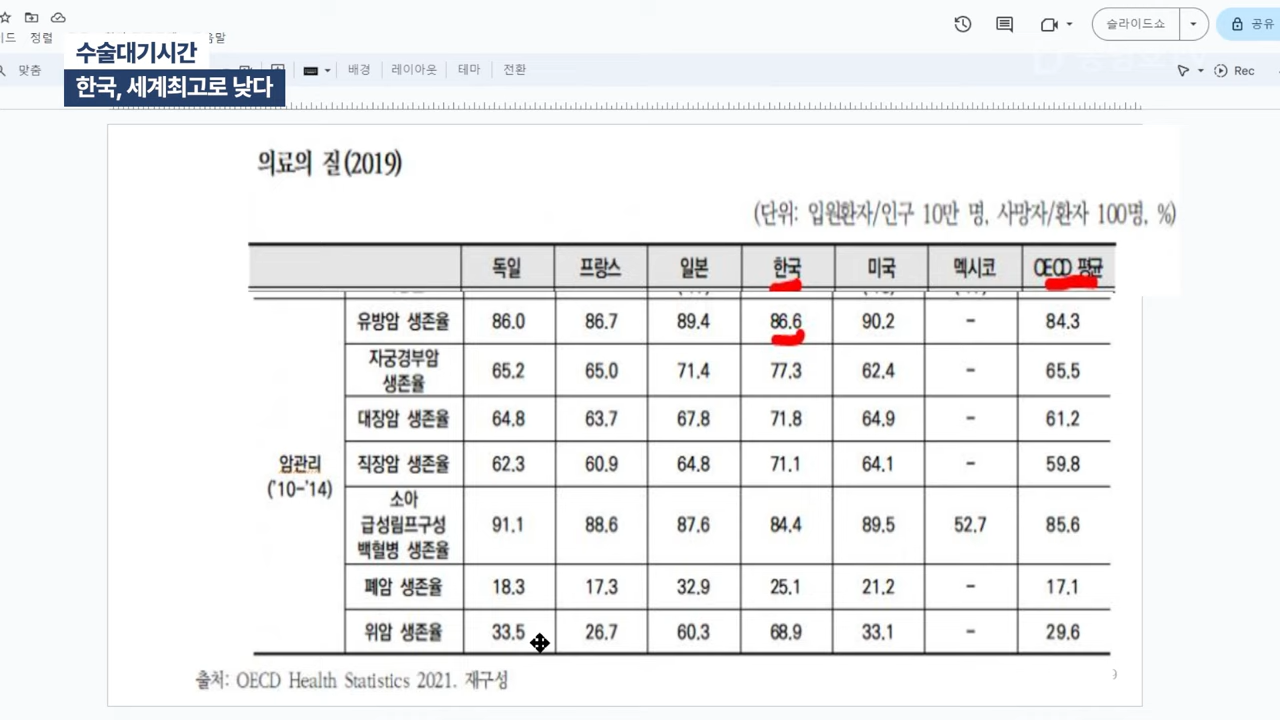 슬라이드쇼
공유
이드 정렬
움말
수술대기시간
한국, 세계최고로 낮다
맞춤
배경
레이아웃
테마
전환
Rec
의료의 질(2019)
(단위: 입원환자/인구 10만 명, 사망자/환자 100명, %)
독일 프랑스 일본 한국 미국 멕시코 OECD 평균
암관리
('10-'14)
유방암 생존율 86.0 86.7 89.4 86.6 90.2 - 84.3
자궁경부암
생존율 65.2 65.0 71.4 77.3 62.4 - 65.5
대장암 생존율 64.8 63.7 67.8 71.8 64.9 - 61.2
직장암 생존율 62.3 60.9 64.8 71.1 64.1 - 59.8
소아
급성림프구성
백혈병 생존율 91.1 88.6 87.6 84.4 89.5 52.7 85.6
폐암 생존율 18.3 17.3 32.9 25.1 21.2 - 17.1
위암 생존율 33.5 26.7 60.3 68.9 33.1 - 29.6
출처: OECD Health Statistics 2021. 재구성
9